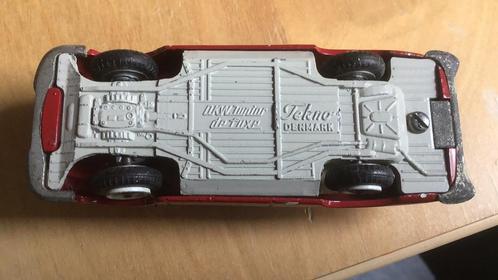 DKW Junior
de luxe
Tekno
DENMARK